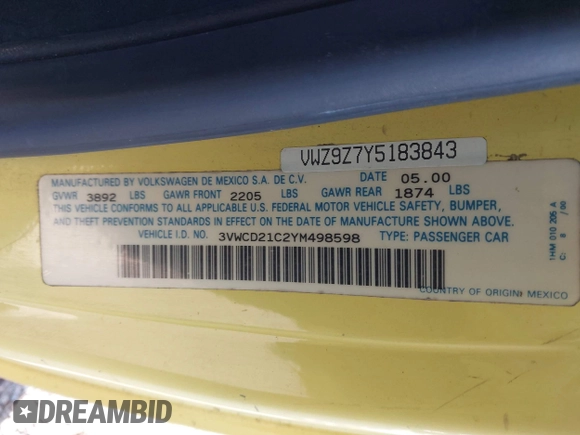 VWZ9Z7Y5183843
MANUFACTURED BY VOLKSWAGEN DE MEXICO S.A. DE C.V. DATE: 05.00
GVWR 3892 LBS GAWR FRONT 2205 LBS GAWR REAR 1874 LBS
THIS VEHICLE CONFORMS TO ALL APPLICABLE U.S. FEDERAL MOTOR VEHICLE SAFETY, BUMPER,
AND THEFT PREVENTION STANDARDS IN EFFECT ON THE DATE OF MANUFACTURE SHOWN ABOVE.
VEHICLE I.D. NO. 3VWCD21C2YM498598 TYPE: PASSENGER CAR
COUNTRY OF ORIGIN: MEXICO
1HM 010 205 A
DREAMBID